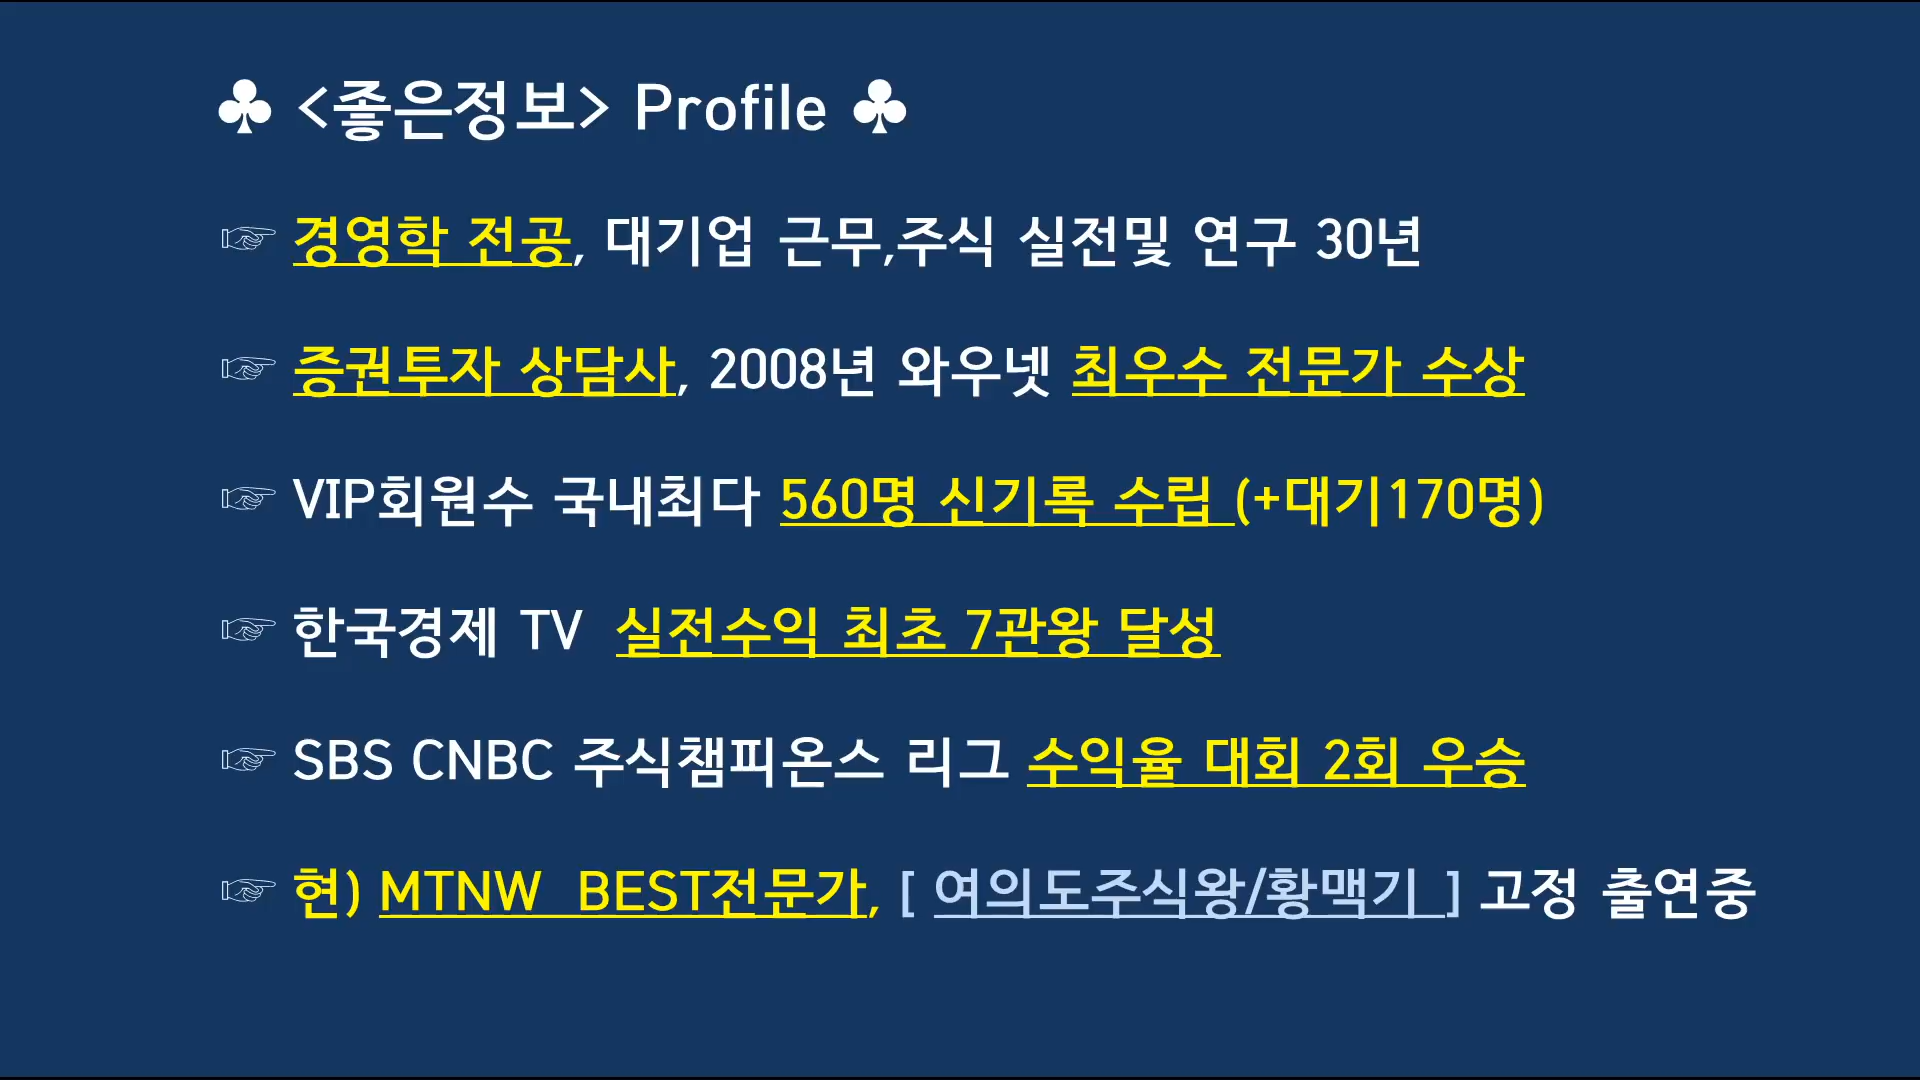 ♣ <좋은정보> Profile ♣
☞ 경영학 전공, 대기업 근무,주식 실전및 연구 30년
☞ 증권투자 상담사, 2008년 와우넷 최우수 전문가 수상
☞ VIP회원수 국내최다 560명 신기록 수립 (+대기170명)
☞ 한국경제 TV 실전수익 최초 7관왕 달성
☞ SBS CNBC 주식챔피온스 리그 수익율 대회 2회 우승
☞ 현) MTNW BEST전문가, [ 여의도주식왕/황맥기 ] 고정 출연중